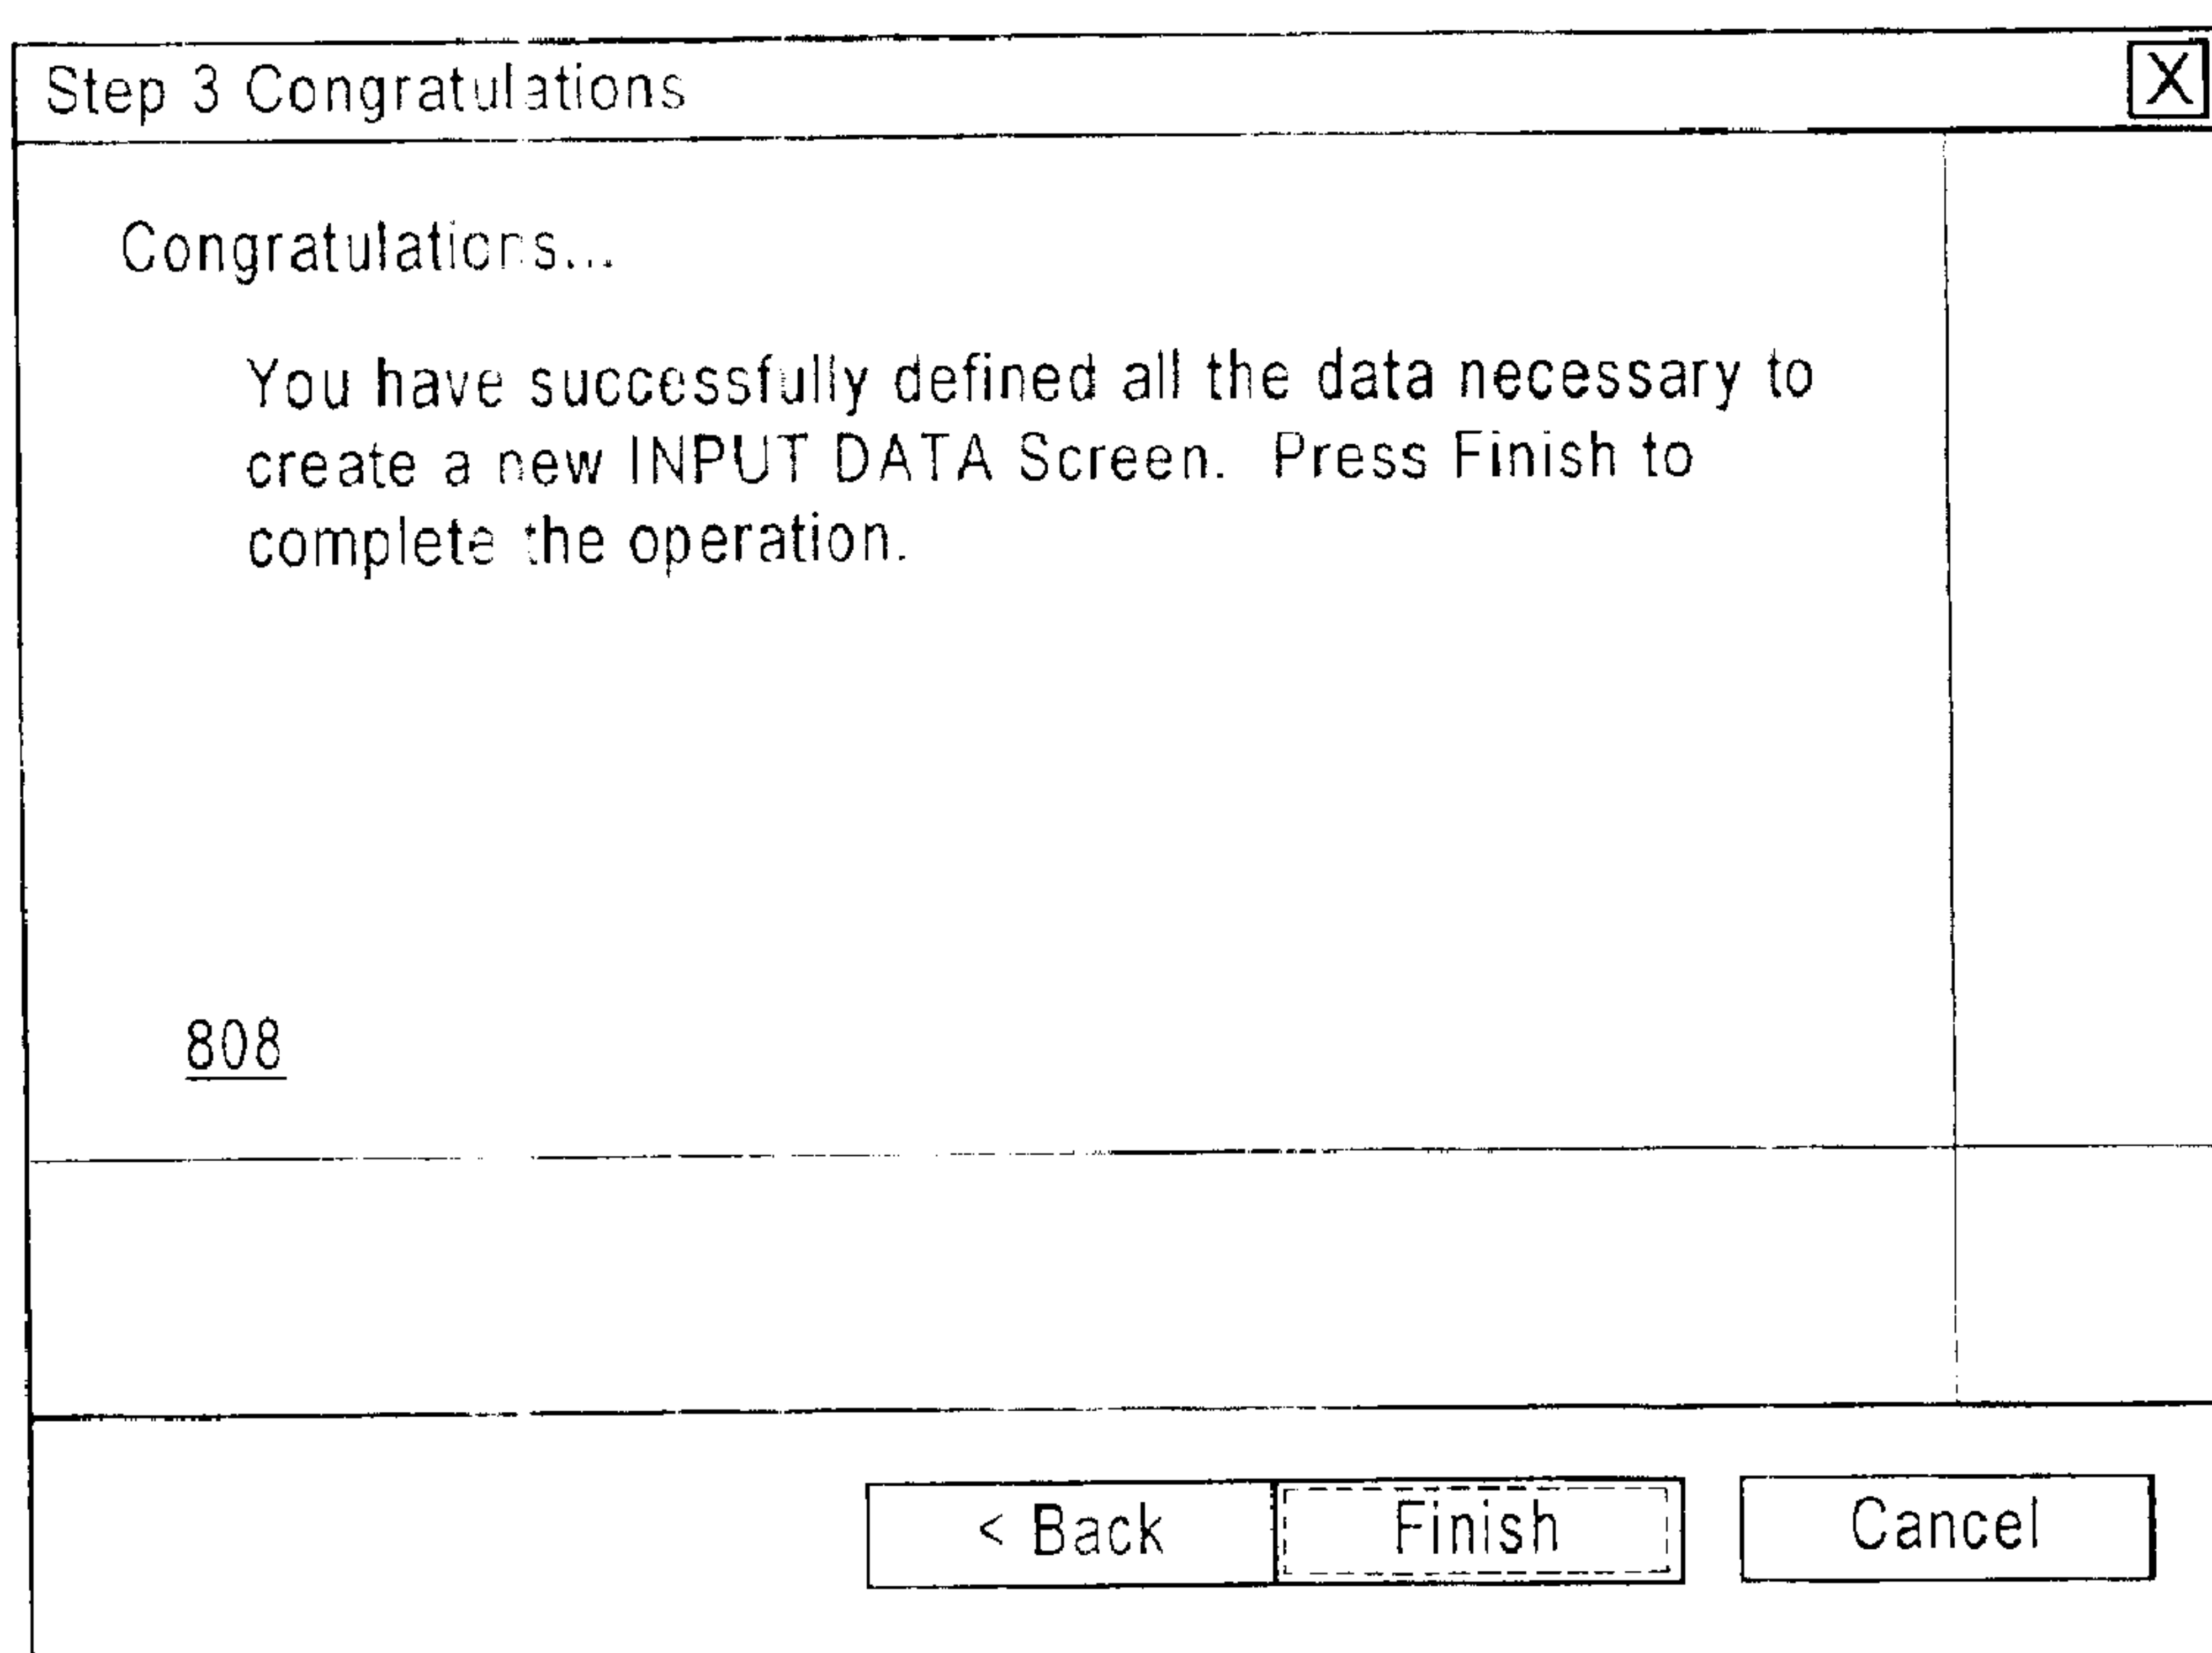 Step 3 Congratulations
X
Congratulations...
You have successfully defined all the data necessary to
create a new INPUT DATA Screen.  Press Finish to
complete the operation.
808
< Back
Finish
Cancel